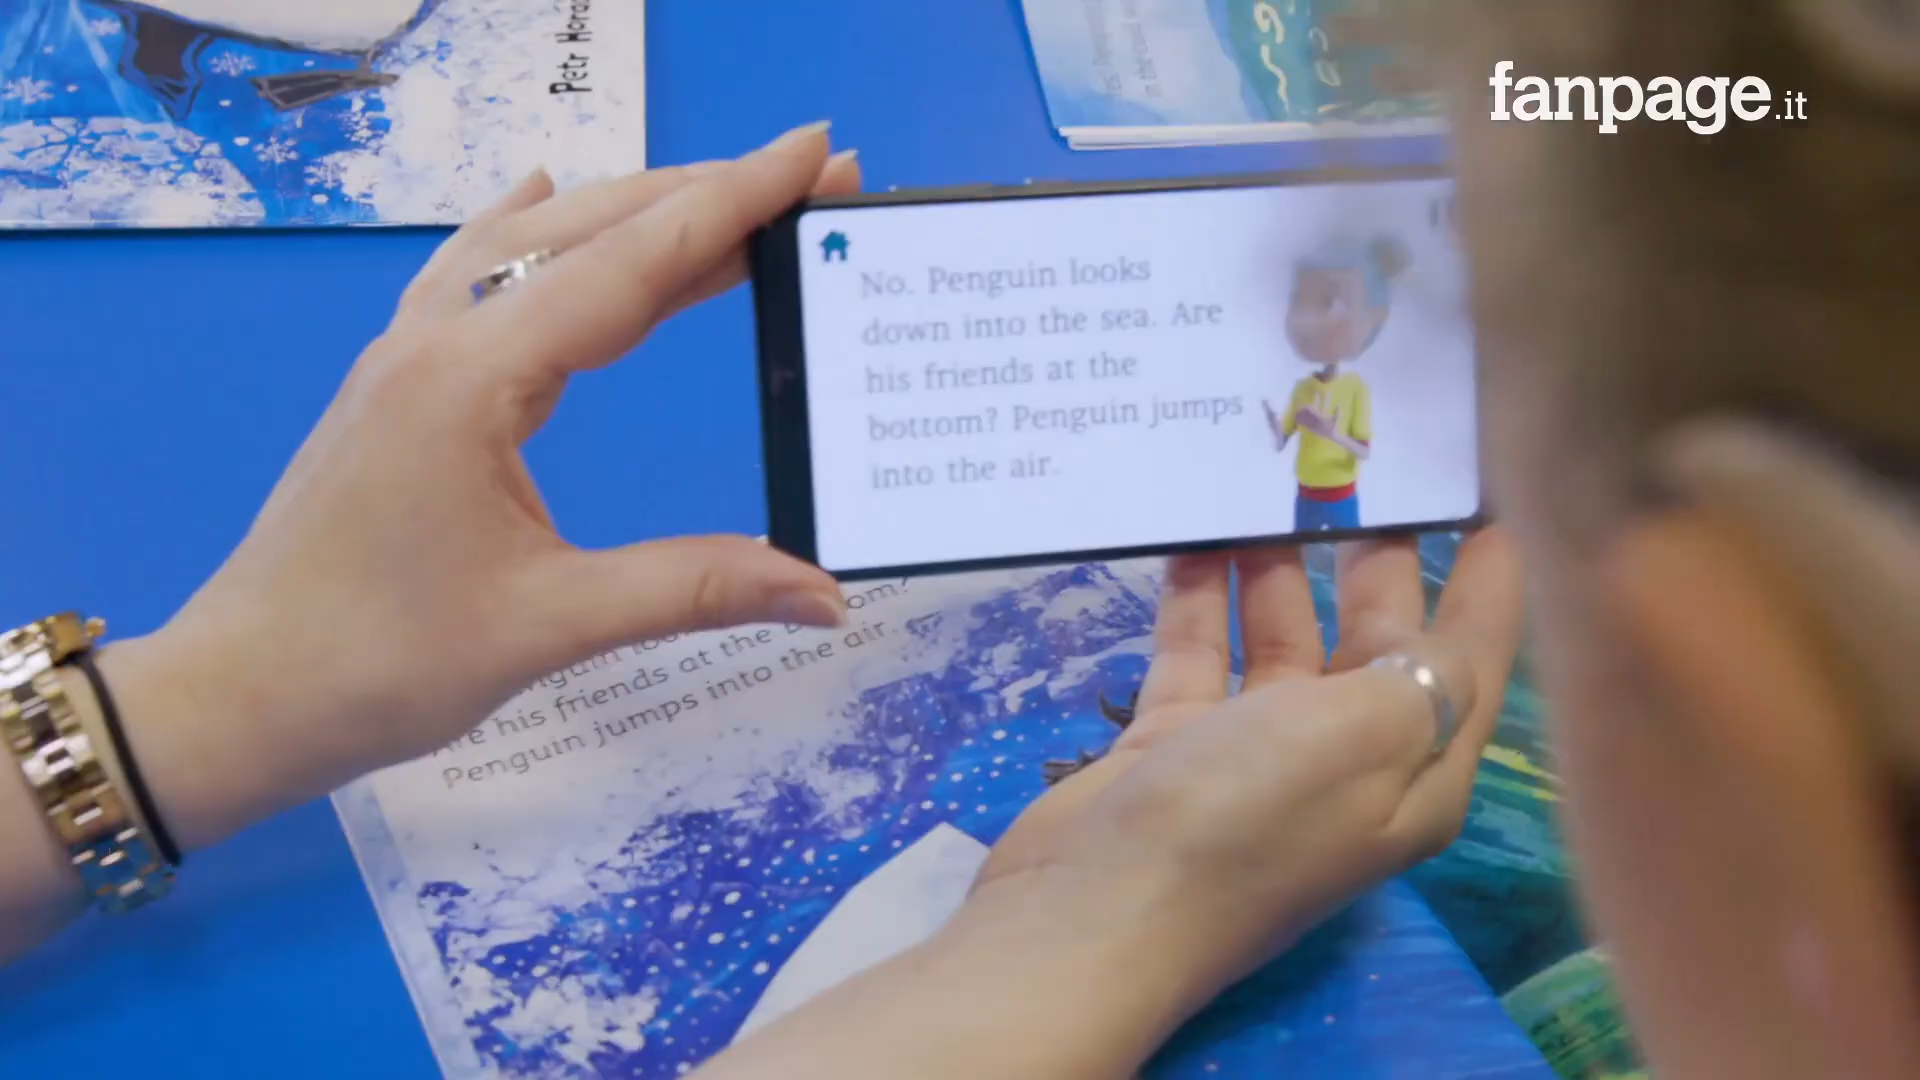 Petr Horá
fanpage.it
No. Penguin looks
down into the sea. Are
his friends at the
bottom? Penguin jumps
into the air.
his friends at the
Penguin jumps into the air.